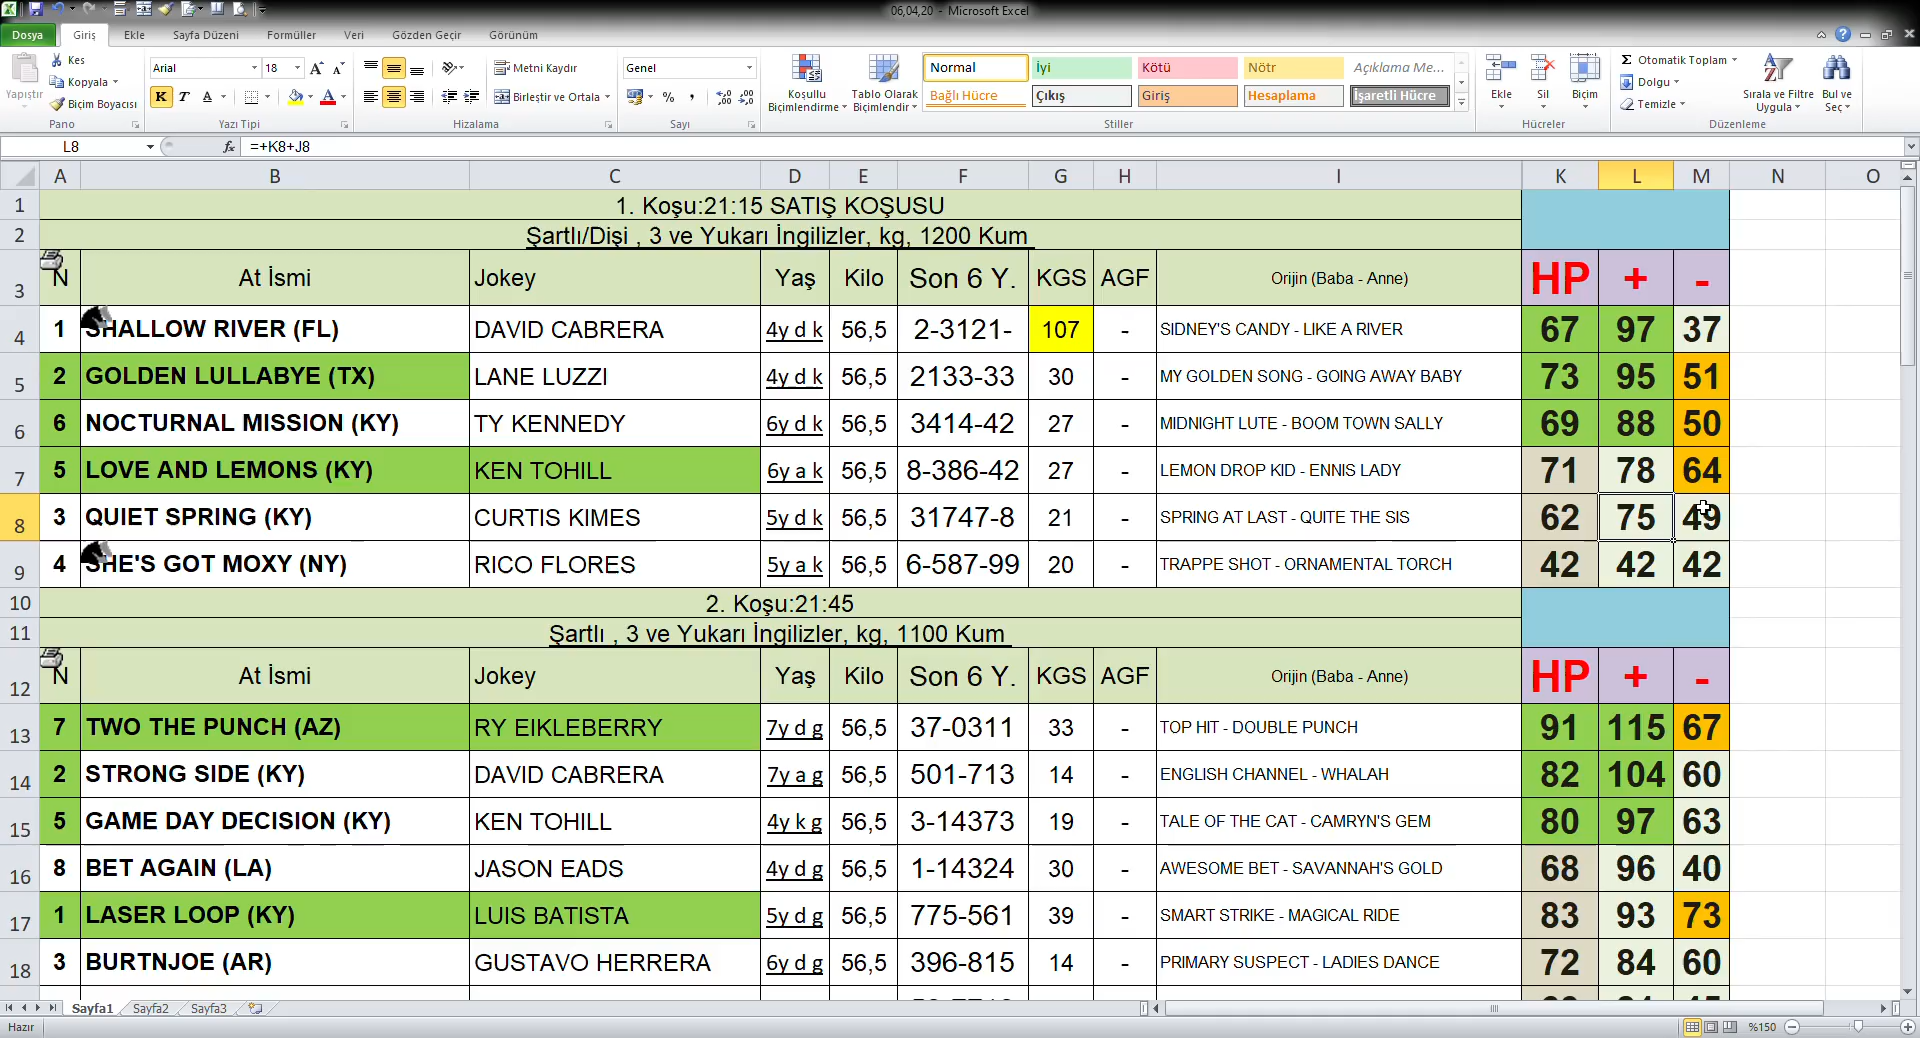 06,04,20 - Microsoft Excel
Dosya Giriş Ekle Sayfa Düzeni Formüller Veri Gözden Geçir Görünüm
Yapıştır
Kes
Kopyala
Biçim Boyacısı
Pano
Arial 18
K T A
Yazı Tipi
Metni Kaydır
Birleştir ve Ortala
Hizalama
Genel
Sayı
Koşullu Biçimlendirme
Tablo Olarak Biçimlendir
Normal İyi Kötü Nötr Açıklama Me...
Bağlı Hücre Çıkış Giriş Hesaplama İşaretli Hücre
Stiller
Ekle Sil Biçim
Hücreler
Σ Otomatik Toplam
Dolgu
Temizle
Sırala ve Filtre Uygula
Bul ve Seç
Düzenleme
L8 fx =+K8+J8
A B C D E F G H I K L M N O
1 1. Koşu:21:15 SATIŞ KOŞUSU
2 Şartlı/Dişi , 3 ve Yukarı İngilizler, kg, 1200 Kum
3 N At İsmi Jokey Yaş Kilo Son 6 Y. KGS AGF Orijin (Baba - Anne) HP + -
4 1 SHALLOW RIVER (FL) DAVID CABRERA 4y d k 56,5 2-3121- 107 - SIDNEY'S CANDY - LIKE A RIVER 67 97 37
5 2 GOLDEN LULLABYE (TX) LANE LUZZI 4y d k 56,5 2133-33 30 - MY GOLDEN SONG - GOING AWAY BABY 73 95 51
6 6 NOCTURNAL MISSION (KY) TY KENNEDY 6y d k 56,5 3414-42 27 - MIDNIGHT LUTE - BOOM TOWN SALLY 69 88 50
7 5 LOVE AND LEMONS (KY) KEN TOHILL 6y a k 56,5 8-386-42 27 - LEMON DROP KID - ENNIS LADY 71 78 64
8 3 QUIET SPRING (KY) CURTIS KIMES 5y d k 56,5 31747-8 21 - SPRING AT LAST - QUITE THE SIS 62 75 49
9 4 SHE'S GOT MOXY (NY) RICO FLORES 5y a k 56,5 6-587-99 20 - TRAPPE SHOT - ORNAMENTAL TORCH 42 42 42
10 2. Koşu:21:45
11 Şartlı , 3 ve Yukarı İngilizler, kg, 1100 Kum
12 N At İsmi Jokey Yaş Kilo Son 6 Y. KGS AGF Orijin (Baba - Anne) HP + -
13 7 TWO THE PUNCH (AZ) RY EIKLEBERRY 7y d g 56,5 37-0311 33 - TOP HIT - DOUBLE PUNCH 91 115 67
14 2 STRONG SIDE (KY) DAVID CABRERA 7y a g 56,5 501-713 14 - ENGLISH CHANNEL - WHALAH 82 104 60
15 5 GAME DAY DECISION (KY) KEN TOHILL 4y k g 56,5 3-14373 19 - TALE OF THE CAT - CAMRYN'S GEM 80 97 63
16 8 BET AGAIN (LA) JASON EADS 4y d g 56,5 1-14324 30 - AWESOME BET - SAVANNAH'S GOLD 68 96 40
17 1 LASER LOOP (KY) LUIS BATISTA 5y d g 56,5 775-561 39 - SMART STRIKE - MAGICAL RIDE 83 93 73
18 3 BURTNJOE (AR) GUSTAVO HERRERA 6y d g 56,5 396-815 14 - PRIMARY SUSPECT - LADIES DANCE 72 84 60
Sayfa1 Sayfa2 Sayfa3
Hazır %150